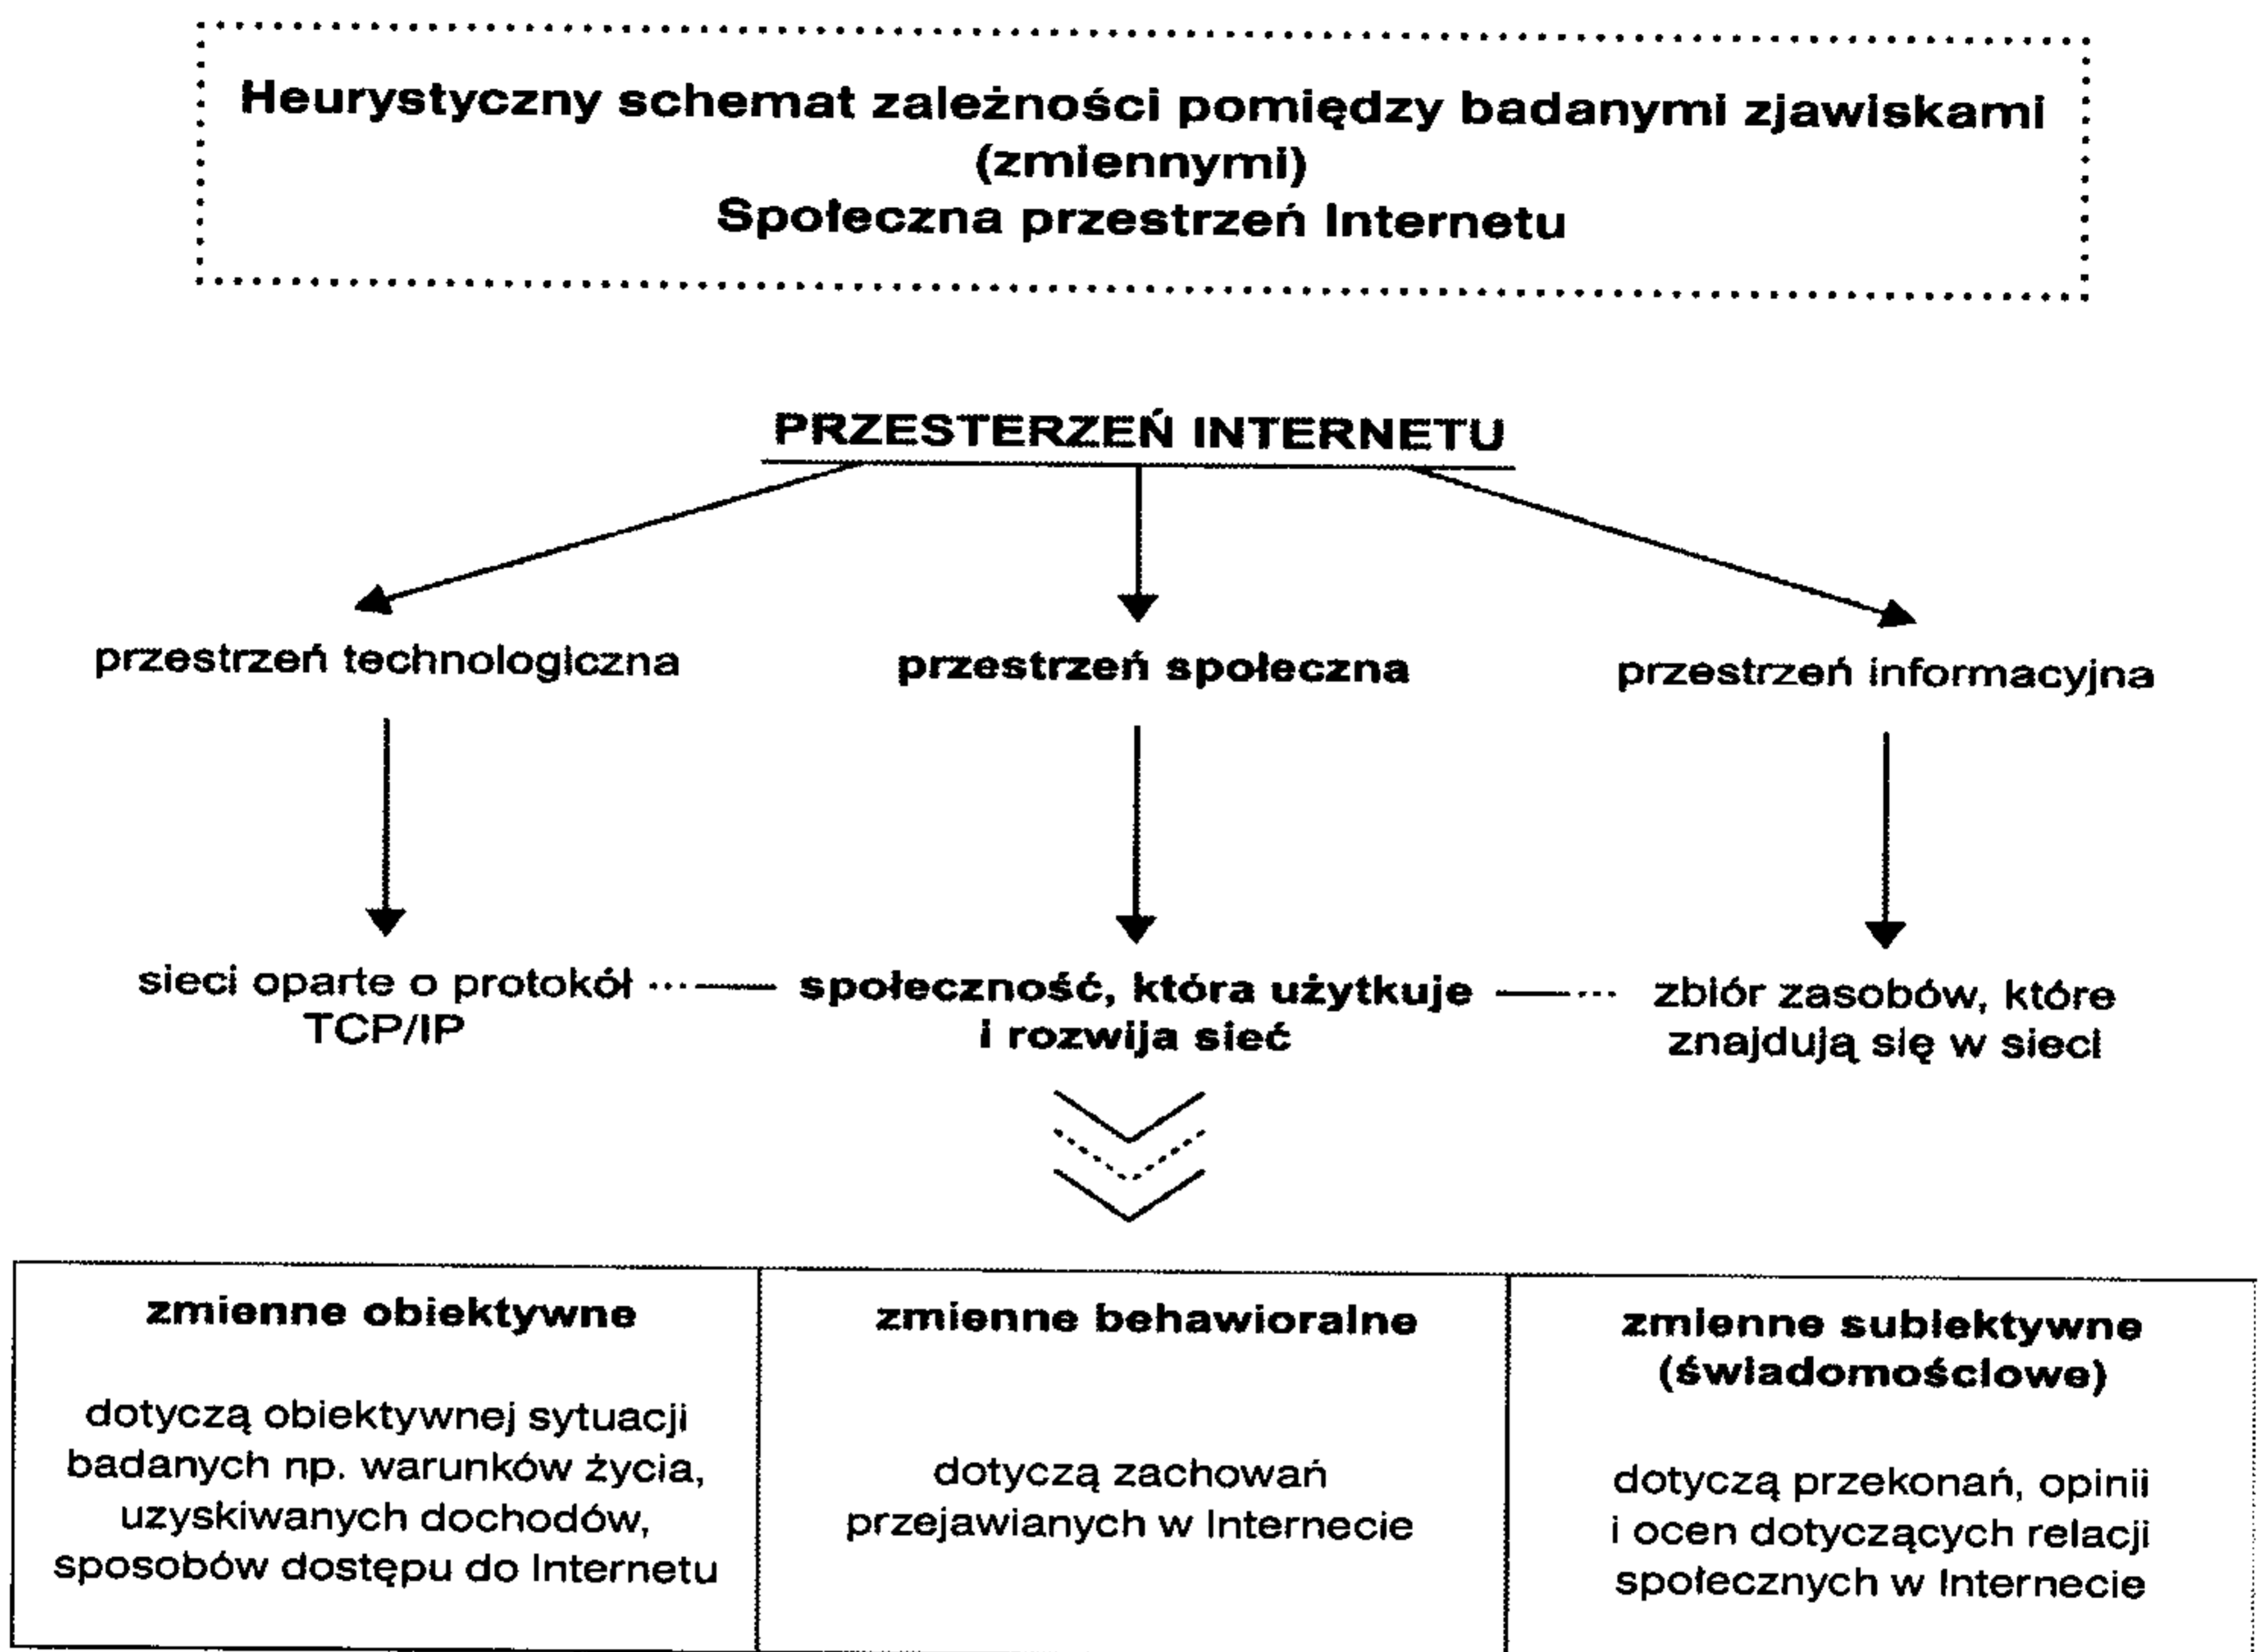 Heurystyczny schemat zależności pomiędzy badanymi zjawiskami
(zmiennymi)
Społeczna przestrzeń Internetu
PRZESTERZEŃ INTERNETU
przestrzeń technologiczna
przestrzeń społeczna
przestrzeń informacyjna
sieci oparte o protokół
TCP/IP
społeczność, która użytkuje
i rozwija sieć
zbiór zasobów, które
znajdują się w sieci
zmienne obiektywne
dotyczą obiektywnej sytuacji
badanych np. warunków życia,
uzyskiwanych dochodów,
sposobów dostępu do Internetu
zmienne behawioralne
dotyczą zachowań
przejawianych w Internecie
zmienne subiektywne
(świadomościowe)
dotyczą przekonań, opinii
i ocen dotyczących relacji
społecznych w Internecie